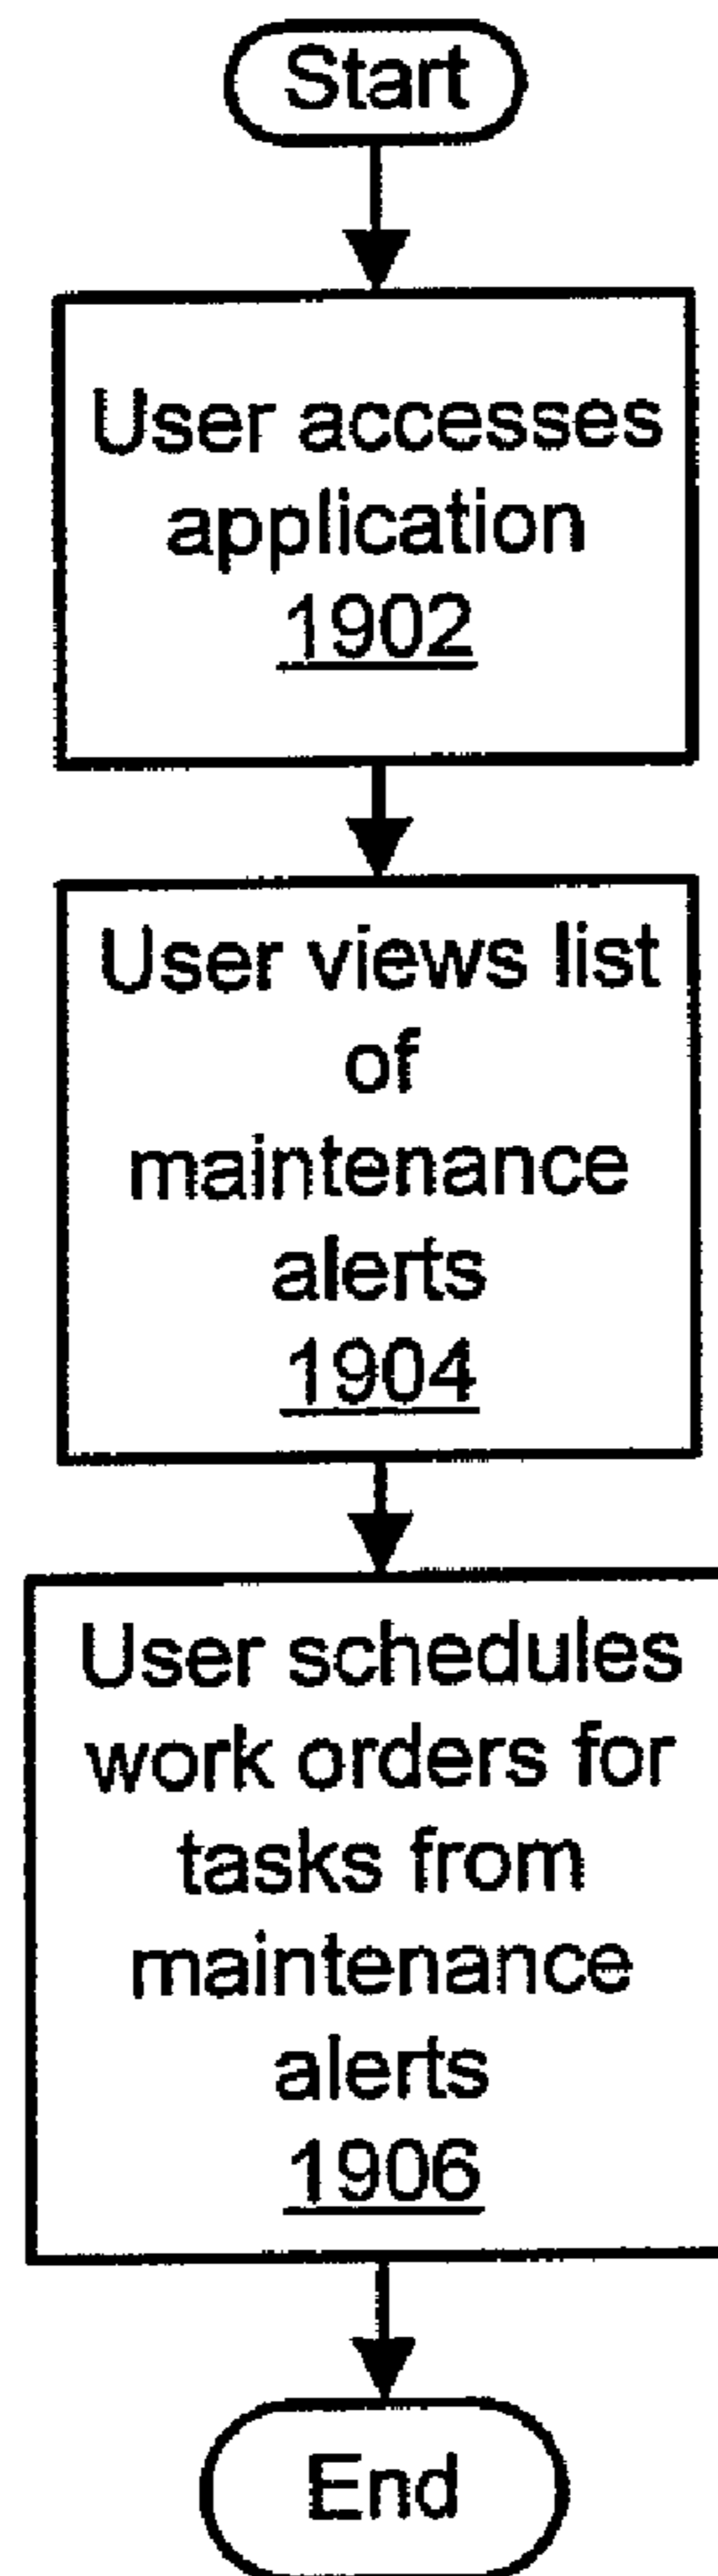 Start
User accesses
application
1902
User views list
of
maintenance
alerts
1904
User schedules
work orders for
tasks from
maintenance
alerts
1906
End